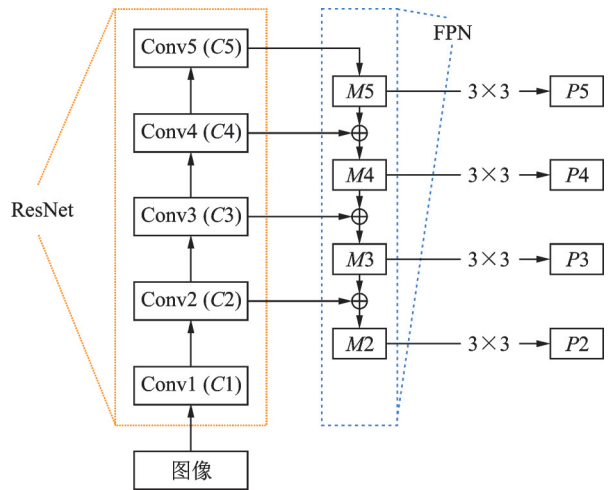 FPN
Conv5 (C5)
M5
3×3
P5
Conv4 (C4)
M4
3×3
P4
ResNet
Conv3 (C3)
M3
3×3
P3
Conv2 (C2)
M2
3×3
P2
Conv1 (C1)
图像